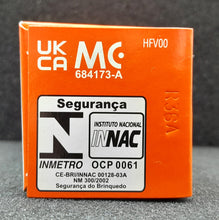 UK
CA
MC
HFV00
684173-A
R36A
Segurança
N
INMETRO
INSTITUTO NACIONAL
INNAC
OCP 0061
CE-BRI/INNAC 00128-03A
NM 300/2002
Segurança do Brinquedo